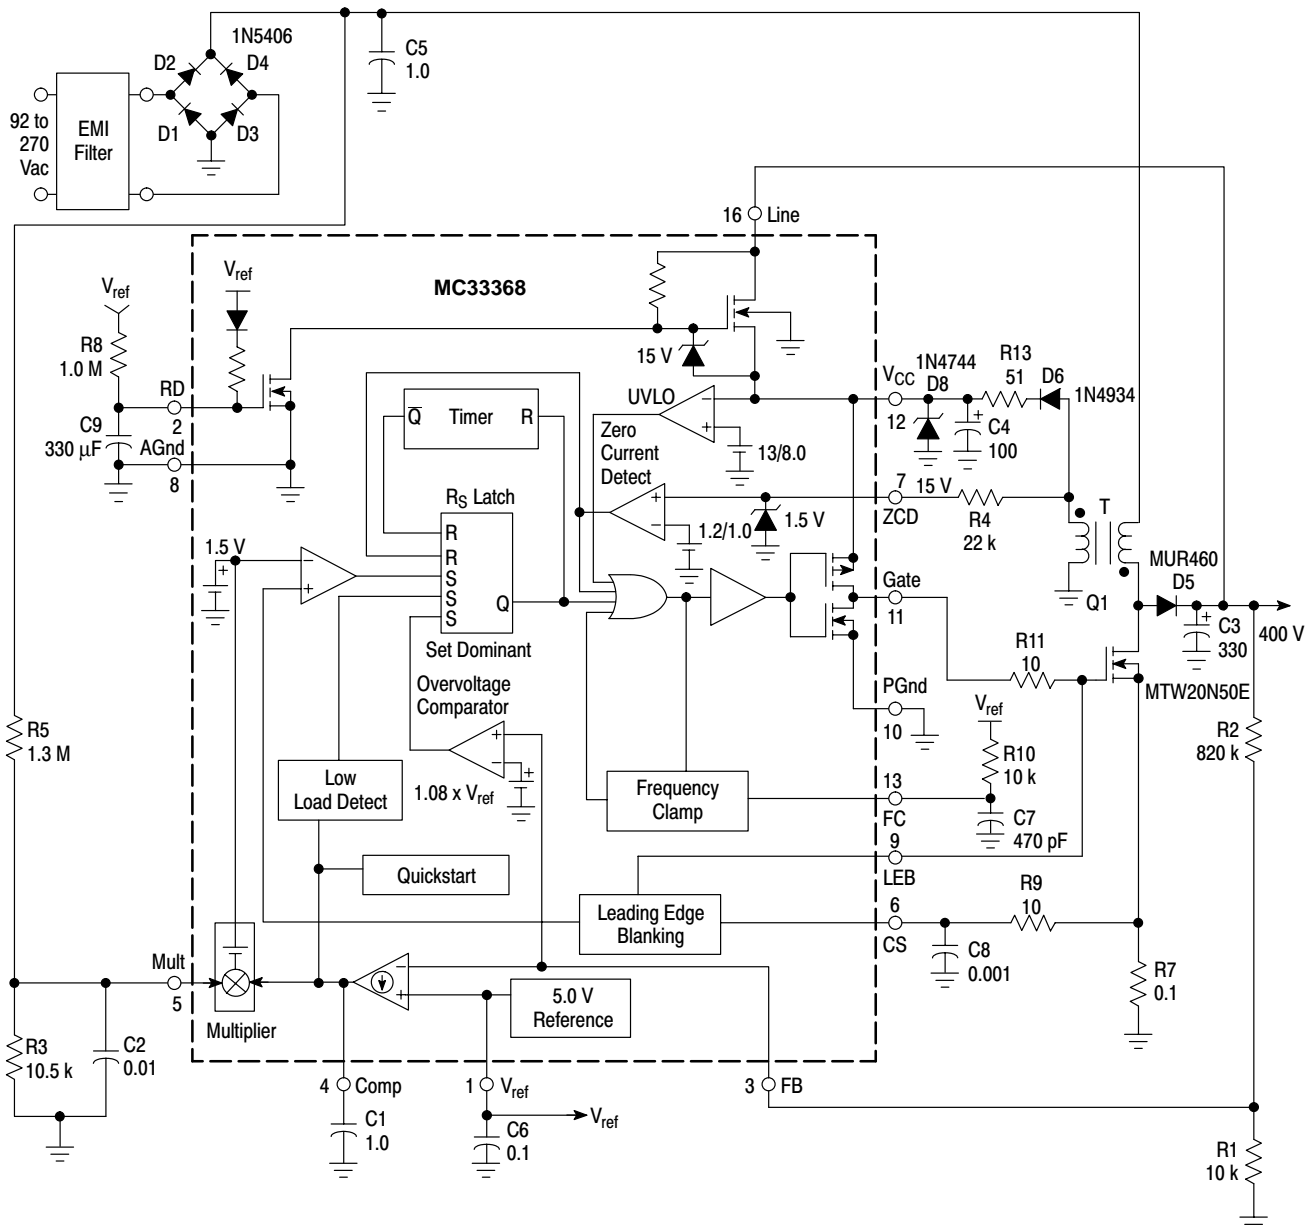 1N5406
D2
D4
D1
D3
C5
1.0
92 to
270
Vac
EMI
Filter
16
Line
MC33368
Vref
Vref
R8
1.0 M
RD
2
C9
330 µF
AGnd
8
15 V
UVLO
13/8.0
Q̅
Timer
R
Zero
Current
Detect
VCC
12
1N4744
D8
R13
51
D6
1N4934
C4
100
7
15 V
ZCD
R4
22 k
T
1.2/1.0
1.5 V
RS Latch
R
R
S
S
S
Q
Set Dominant
1.5 V
Gate
11
Q1
MUR460
D5
C3
330
400 V
R11
10
MTW20N50E
PGnd
10
Vref
R10
10 k
R2
820 k
Overvoltage
Comparator
1.08 x Vref
Low
Load Detect
Frequency
Clamp
13
FC
C7
470 pF
9
LEB
Quickstart
Leading Edge
Blanking
6
CS
R9
10
C8
0.001
R7
0.1
R5
1.3 M
Mult
5
Multiplier
5.0 V
Reference
R3
10.5 k
C2
0.01
4
Comp
C1
1.0
1
Vref
C6
0.1
Vref
3
FB
R1
10 k